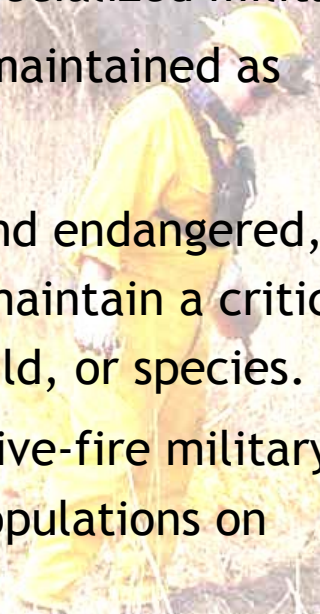 maintained as
nd endangered,
maintain a critic
ld, or species.
ive-fire military
opulations on